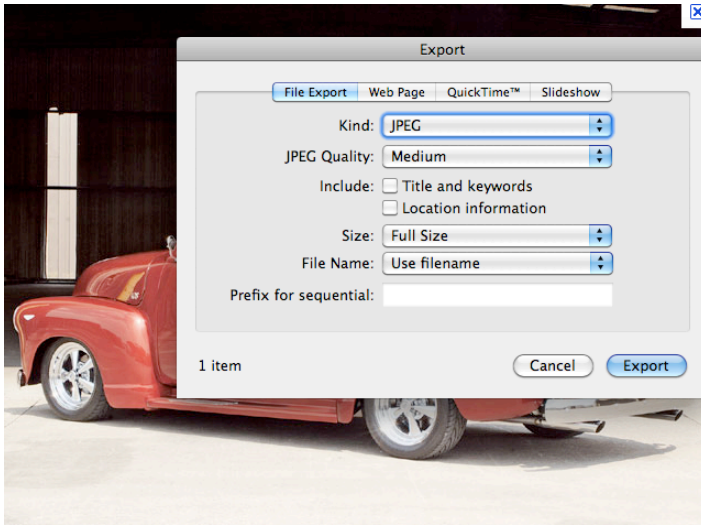 Export
File Export Web Page QuickTime™ Slideshow
Kind: JPEG
JPEG Quality: Medium
Include: Title and keywords
Location information
Size: Full Size
File Name: Use filename
Prefix for sequential:
1 item Cancel Export